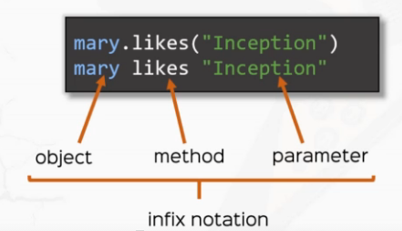 mary.likes("Inception")
mary likes "Inception"
object method parameter
infix notation